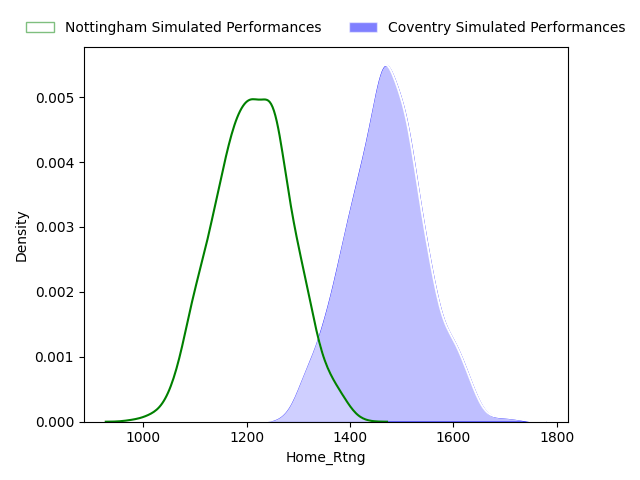 Nottingham Simulated Performances Coventry Simulated Performances
0.005
0.004
0.003
0.002
0.001
0.000
Density
1000 1200 1400 1600 1800
Home_Rtng